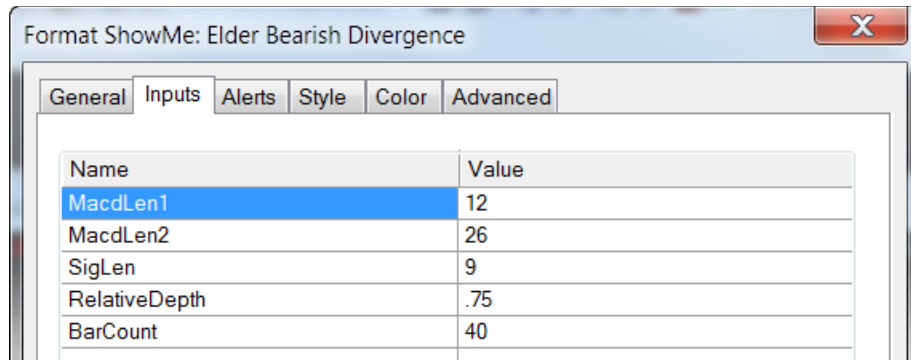 Format ShowMe: Elder Bearish Divergence
General Inputs Alerts Style Color Advanced
Name Value
MacdLen1 12
MacdLen2 26
SigLen 9
RelativeDepth .75
BarCount 40